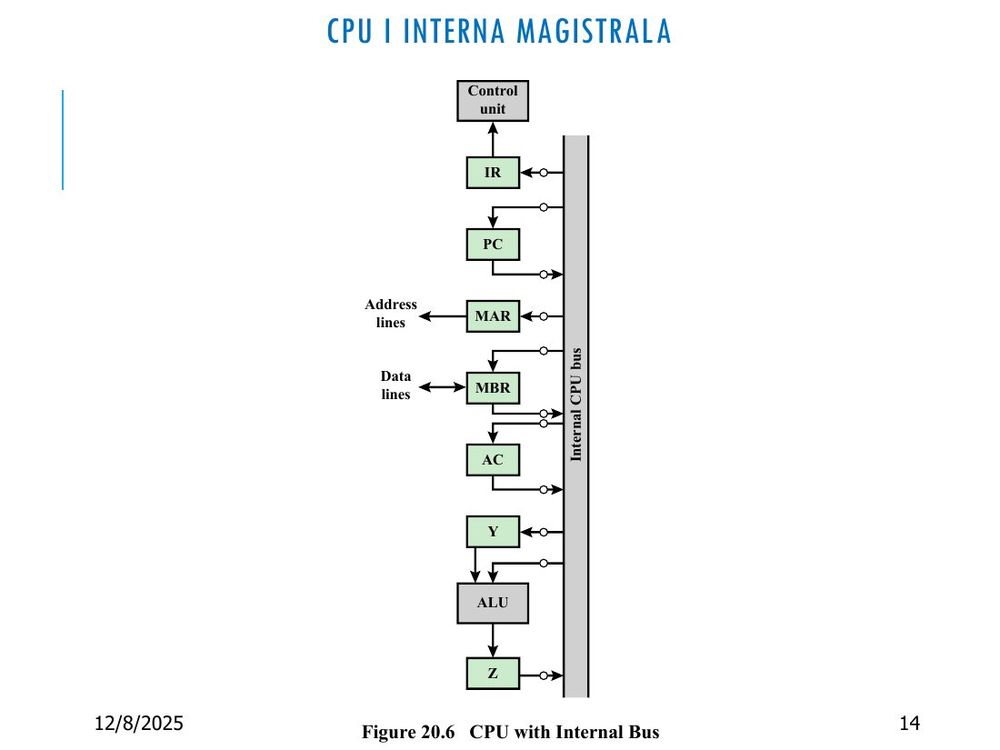 CPU I INTERNA MAGISTRALA
Control
unit
IR
PC
Address
lines
MAR
Data
lines
MBR
Internal CPU bus
AC
Y
ALU
Z
12/8/2025
Figure 20.6 CPU with Internal Bus
14